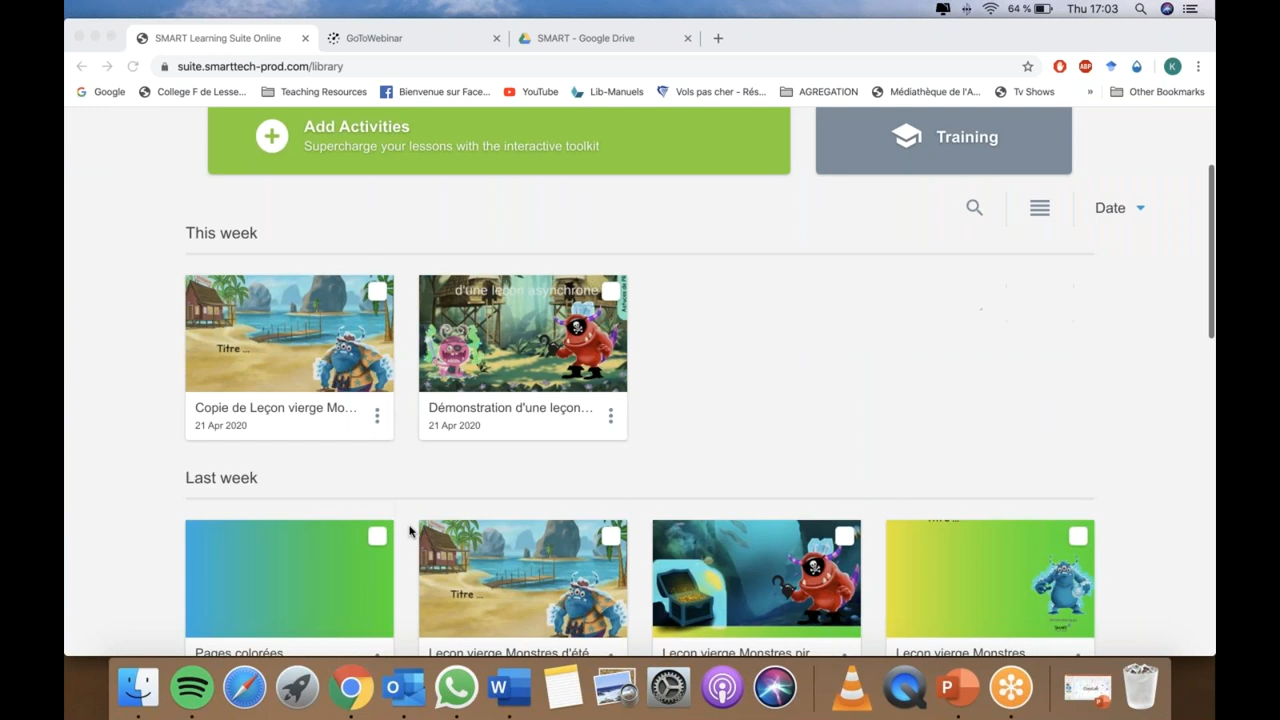 64 %
Thu 17:03
SMART Learning Suite Online
GoToWebinar
SMART - Google Drive
suite.smarttech-prod.com/library
K
Google
College F de Lesse...
Teaching Resources
Bienvenue sur Face...
YouTube
Lib-Manuels
Vols pas cher - Rés...
AGREGATION
Médiathèque de l'A...
Tv Shows
»
Other Bookmarks
Add Activities
Supercharge your lessons with the interactive toolkit
Training
Date
This week
Titre ...
d'une leçon asynchrone
Copie de Leçon vierge Mo...
21 Apr 2020
Démonstration d'une leçon...
21 Apr 2020
Last week
Titre ...
Pages colorées
Leçon vierge Monstres d'été
Leçon vierge Monstres pir
Leçon vierge Monstres